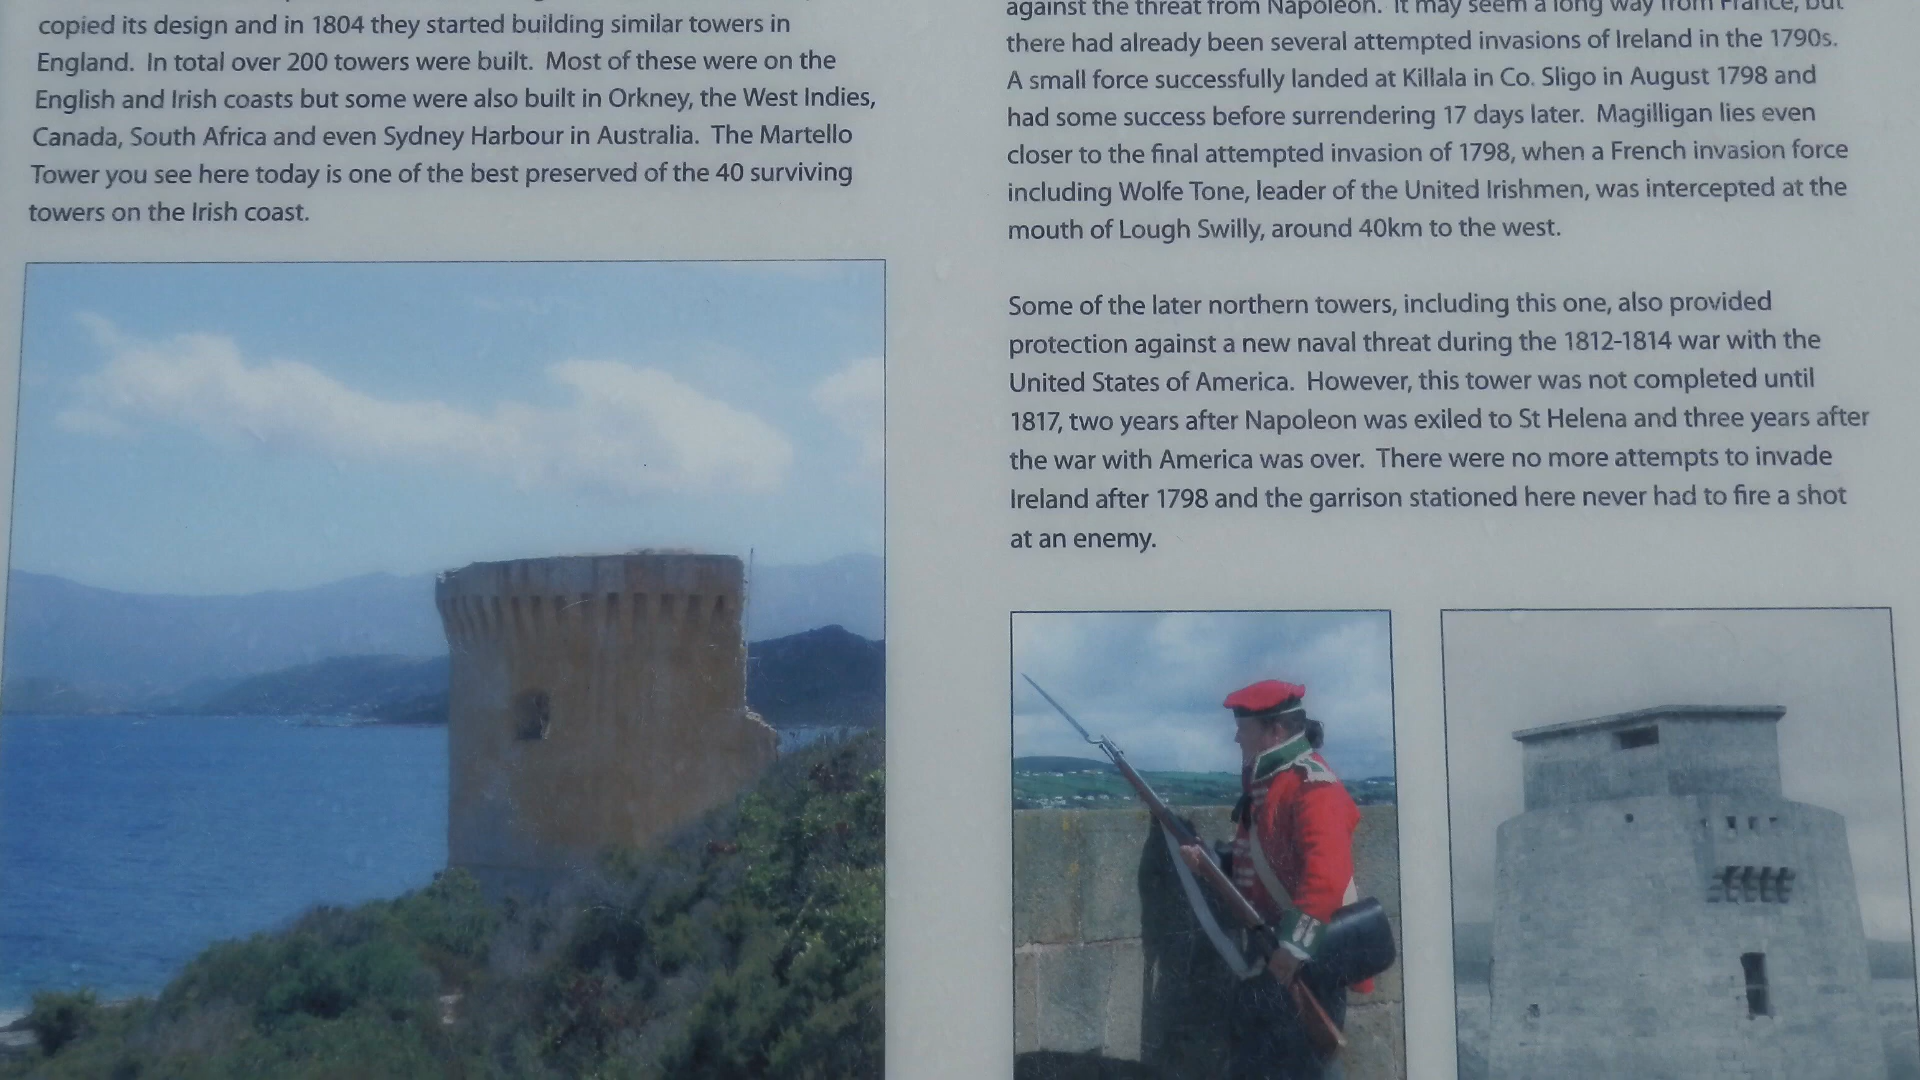 copied its design and in 1804 they started building similar towers in
England. In total over 200 towers were built. Most of these were on the
English and Irish coasts but some were also built in Orkney, the West Indies,
Canada, South Africa and even Sydney Harbour in Australia. The Martello
Tower you see here today is one of the best preserved of the 40 surviving
towers on the Irish coast.
against the threat from Napoleon. It may seem a long way from France, but
there had already been several attempted invasions of Ireland in the 1790s.
A small force successfully landed at Killala in Co. Sligo in August 1798 and
had some success before surrendering 17 days later. Magilligan lies even
closer to the final attempted invasion of 1798, when a French invasion force
including Wolfe Tone, leader of the United Irishmen, was intercepted at the
mouth of Lough Swilly, around 40km to the west.
Some of the later northern towers, including this one, also provided
protection against a new naval threat during the 1812-1814 war with the
United States of America. However, this tower was not completed until
1817, two years after Napoleon was exiled to St Helena and three years after
the war with America was over. There were no more attempts to invade
Ireland after 1798 and the garrison stationed here never had to fire a shot
at an enemy.